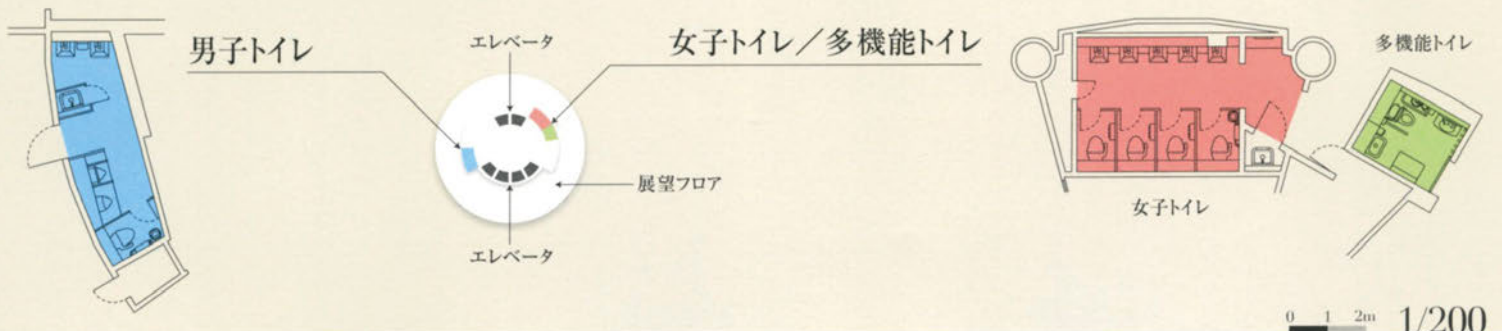 男子トイレ
エレベータ
女子トイレ/多機能トイレ
多機能トイレ
展望フロア
女子トイレ
エレベータ
0 1 2m 1/200